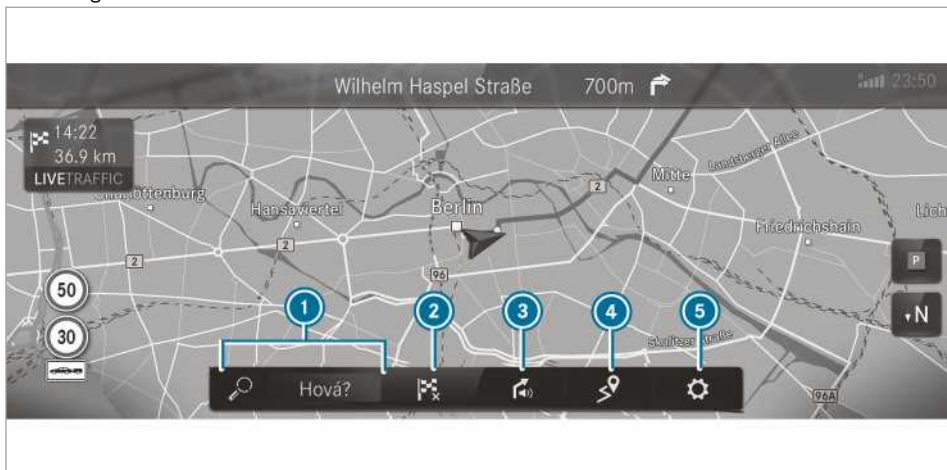 Wilhelm Haspel Straße 700m 23:50
14:22
36.9 km
LIVETRAFFIC
Landsberger Allee
Mitte
Hansaviertel
Berlin
Friedrichshain
2
2
2
96
P
N
50
30
1 2 3 4 5
Hová?
96A